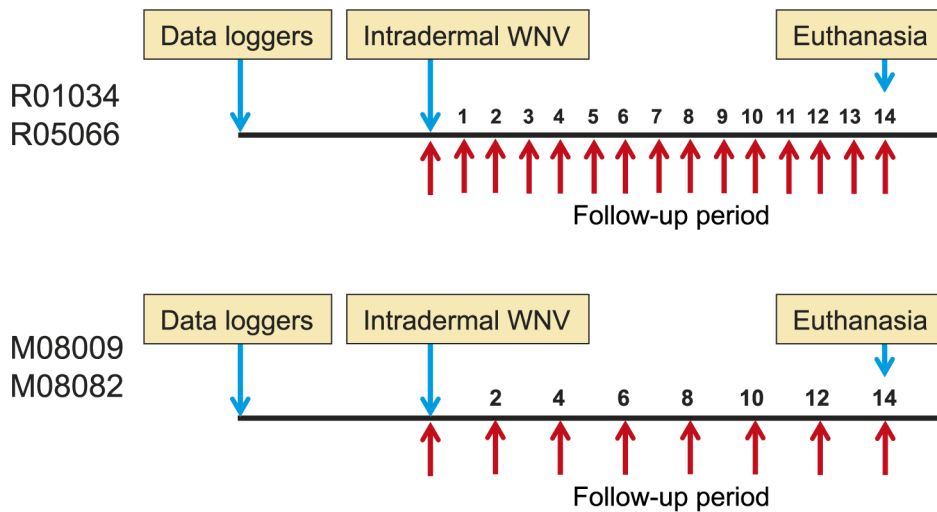 Data loggers Intradermal WNV Euthanasia
R01034
R05066
1 2 3 4 5 6 7 8 9 10 11 12 13 14
Follow-up period
Data loggers Intradermal WNV Euthanasia
M08009
M08082
2 4 6 8 10 12 14
Follow-up period